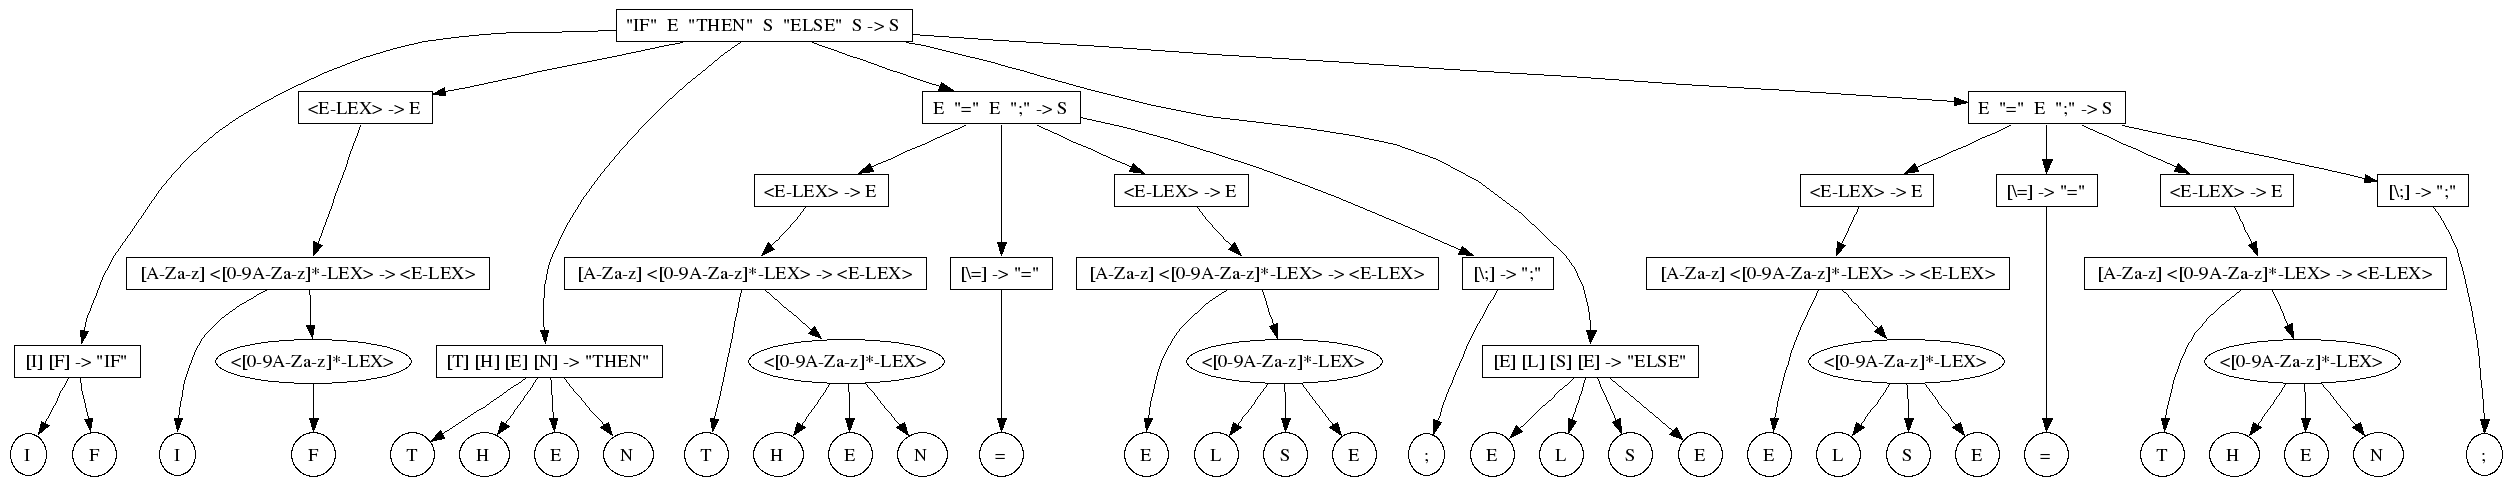 "IF" E "THEN" S "ELSE" S -> S
<E-LEX> -> E
E "=" E ";" -> S
E "=" E ";" -> S
<E-LEX> -> E
<E-LEX> -> E
<E-LEX> -> E
[\=] -> "="
<E-LEX> -> E
[\;] -> ";"
[A-Za-z] <[0-9A-Za-z]*-LEX> -> <E-LEX>
[A-Za-z] <[0-9A-Za-z]*-LEX> -> <E-LEX>
[\=] -> "="
[A-Za-z] <[0-9A-Za-z]*-LEX> -> <E-LEX>
[\;] -> ";"
[A-Za-z] <[0-9A-Za-z]*-LEX> -> <E-LEX>
[A-Za-z] <[0-9A-Za-z]*-LEX> -> <E-LEX>
[I] [F] -> "IF"
<[0-9A-Za-z]*-LEX>
[T] [H] [E] [N] -> "THEN"
<[0-9A-Za-z]*-LEX>
<[0-9A-Za-z]*-LEX>
[E] [L] [S] [E] -> "ELSE"
<[0-9A-Za-z]*-LEX>
<[0-9A-Za-z]*-LEX>
I
F
I
F
T
H
E
N
T
H
E
N
=
E
L
S
E
;
E
L
S
E
E
L
S
E
=
T
H
E
N
;